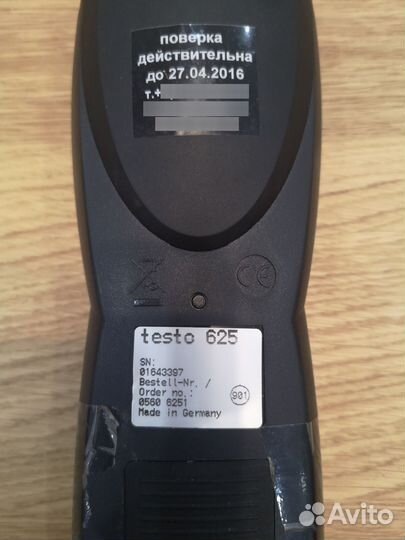 поверка
действительна
до 27.04.2016
т.+
CE
testo 625
SN:
01643397
Bestell-Nr. /
Order no.:
0560 6251
Made in Germany
901
Avito